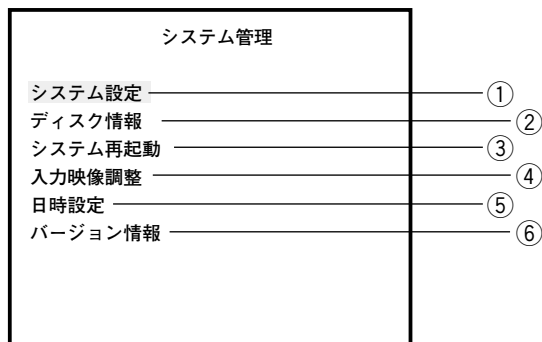 システム管理
システム設定 ①
ディスク情報 ②
システム再起動 ③
入力映像調整 ④
日時設定 ⑤
バージョン情報 ⑥